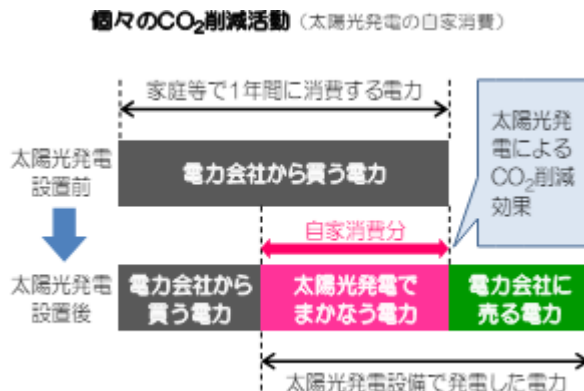 個々のCO2削減活動（太陽光発電の自家消費）
家庭等で1年間に消費する電力
太陽光発
電による
CO2削減
効果
太陽光発電
設置前
電力会社から買う電力
自家消費分
太陽光発電
設置後
電力会社から
買う電力
太陽光発電で
まかなう電力
電力会社に
売る電力
太陽光発電設備で発電した電力